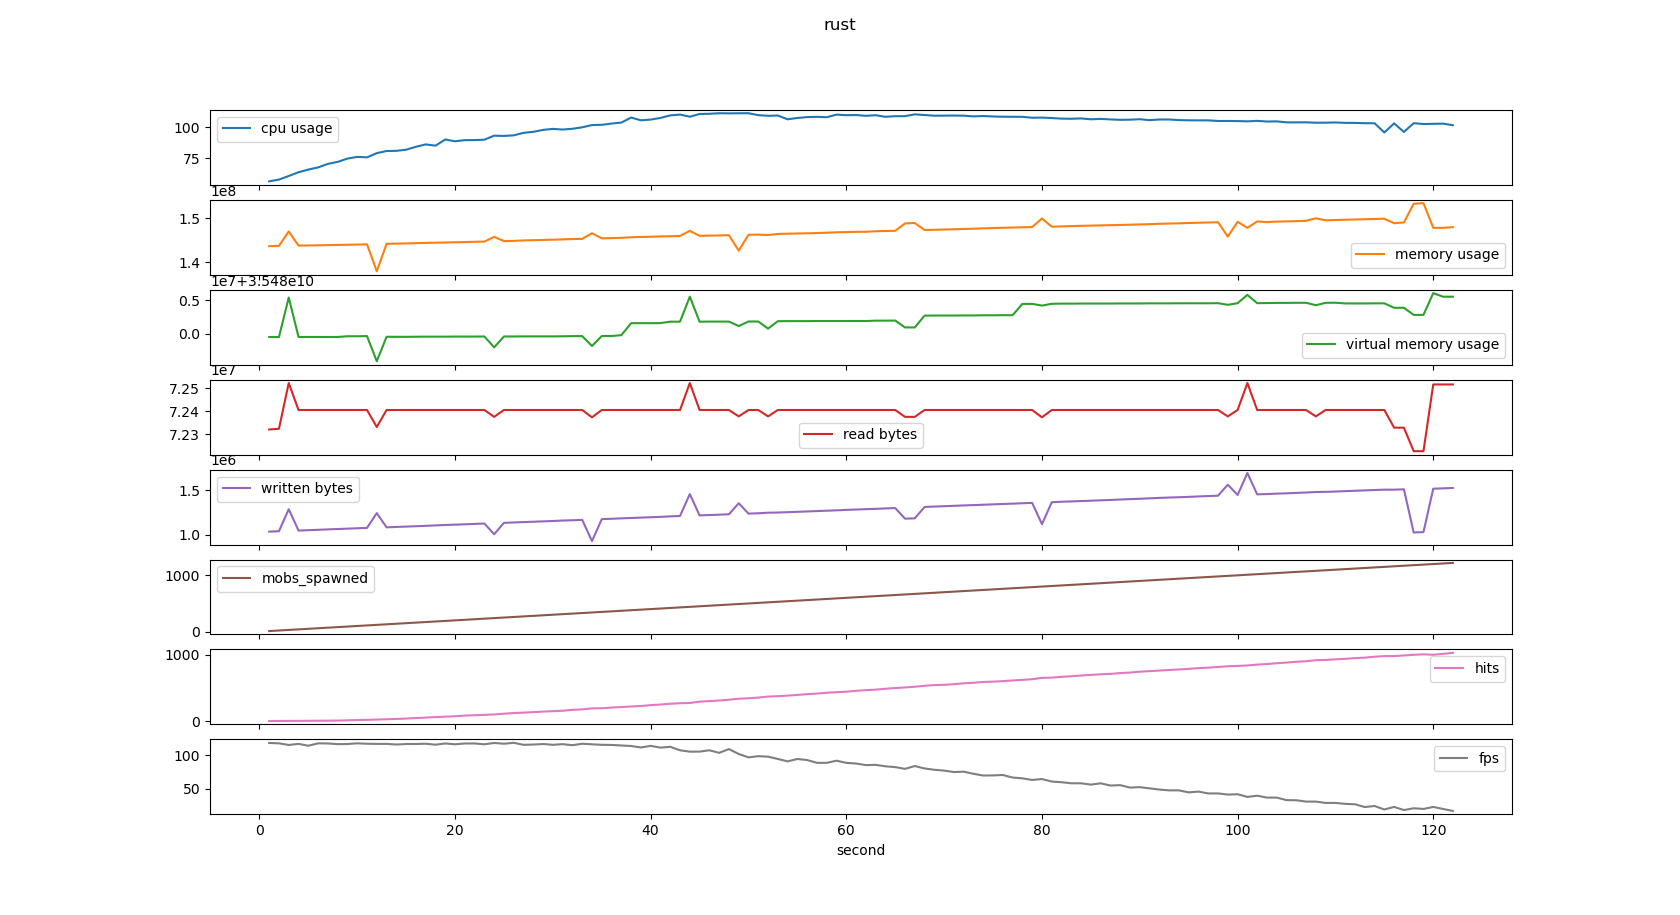 rust
cpu usage
100
75
1e8
memory usage
1.5
1.4
1e7+3.548e10
virtual memory usage
0.5
0.0
1e7
read bytes
7.25
7.24
7.23
1e6
written bytes
1.5
1.0
mobs_spawned
1000
0
hits
1000
0
fps
100
50
0 20 40 60 80 100 120
second